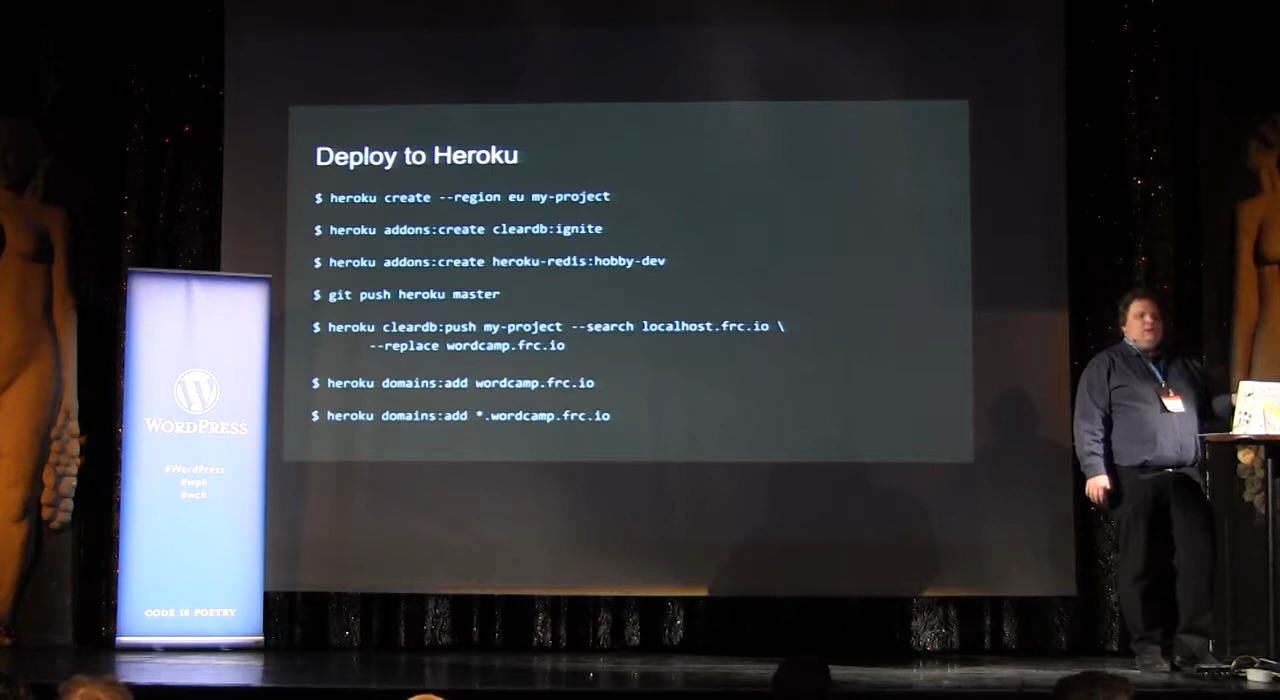 Deploy to Heroku
$ heroku create --region eu my-project
$ heroku addons:create cleardb:ignite
$ heroku addons:create heroku-redis:hobby-dev
$ git push heroku master
$ heroku cleardb:push my-project --search localhost.frc.io \
--replace wordcamp.frc.io
$ heroku domains:add wordcamp.frc.io
$ heroku domains:add *.wordcamp.frc.io
WORDPRESS
#WordPress
#wpfi
#wcfi
CODE IS POETRY